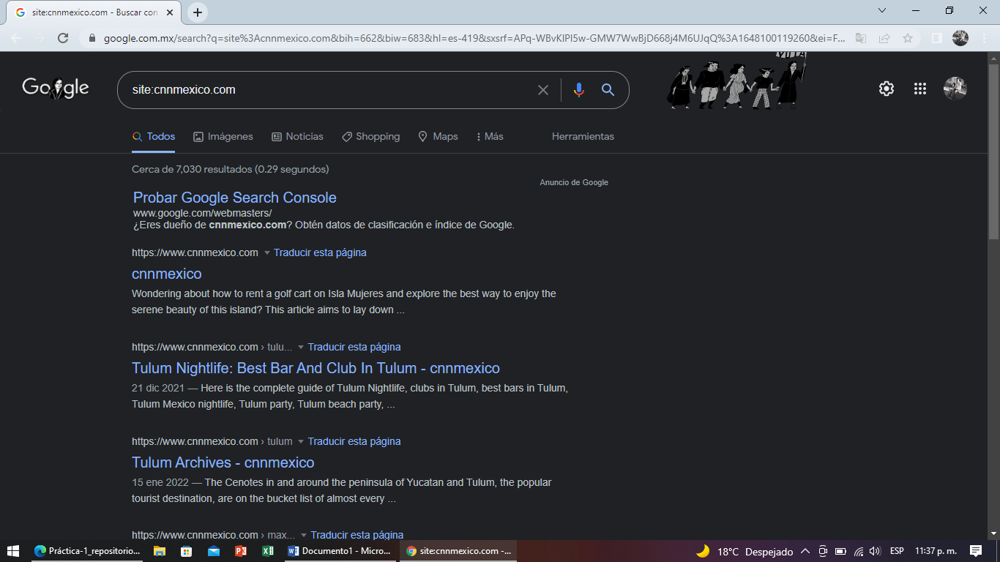 site:cnnmexico.com - Buscar con
google.com.mx/search?q=site%3Acnnmexico.com&bih=662&biw=683&hl=es-419&sxsrf=APq-WBvKlPl5w-GMW7WwBjD668j4M6UJqQ%3A1648100119260&ei=F...
Google
site:cnnmexico.com
Todos
Imágenes
Noticias
Shopping
Maps
Más
Herramientas
Cerca de 7,030 resultados (0.29 segundos)
Anuncio de Google
Probar Google Search Console
www.google.com/webmasters/
¿Eres dueño de cnnmexico.com? Obtén datos de clasificación e índice de Google.
https://www.cnnmexico.com Traducir esta página
cnnmexico
Wondering about how to rent a golf cart on Isla Mujeres and explore the best way to enjoy the
serene beauty of this island? This article aims to lay down ...
https://www.cnnmexico.com › tulu... Traducir esta página
Tulum Nightlife: Best Bar And Club In Tulum - cnnmexico
21 dic 2021 — Here is the complete guide of Tulum Nightlife, clubs in Tulum, best bars in Tulum,
Tulum Mexico nightlife, Tulum party, Tulum beach party, ...
https://www.cnnmexico.com › tulum Traducir esta página
Tulum Archives - cnnmexico
15 ene 2022 — The Cenotes in and around the peninsula of Yucatan and Tulum, the popular
tourist destination, are on the bucket list of almost every ...
https://www.cnnmexico.com › max... Traducir esta página
Práctica-1_repositorio...
Documento1 - Micro...
site:cnnmexico.com -...
18°C Despejado
ESP
11:37 p. m.